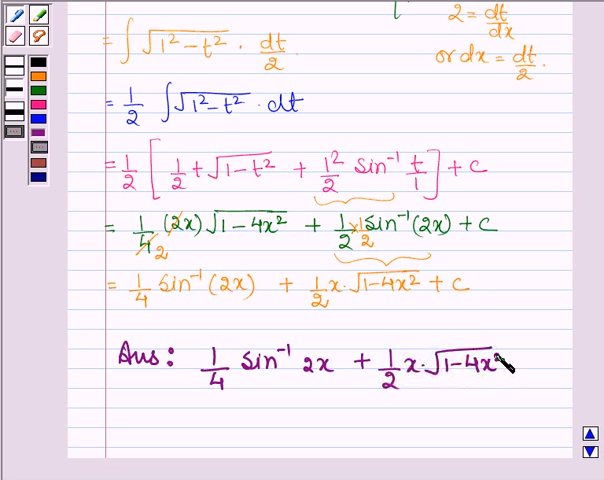 2 = dt/dx
= ∫ √(1² − t²) · dt/2
or dx = dt/2.
= 1/2 ∫ √(1² − t²) · dt
= 1/2 [ 1/2 t √(1 − t²) + 1²/2 sin⁻¹ t/1 ] + C
= 1/4 (2x) √(1 − 4x²) + 1/2 × 1/2 sin⁻¹ (2x) + C
2
= 1/4 sin⁻¹ (2x) + 1/2 x · √(1 − 4x²) + C
Ans : 1/4 sin⁻¹ 2x + 1/2 x · √(1 − 4x²)